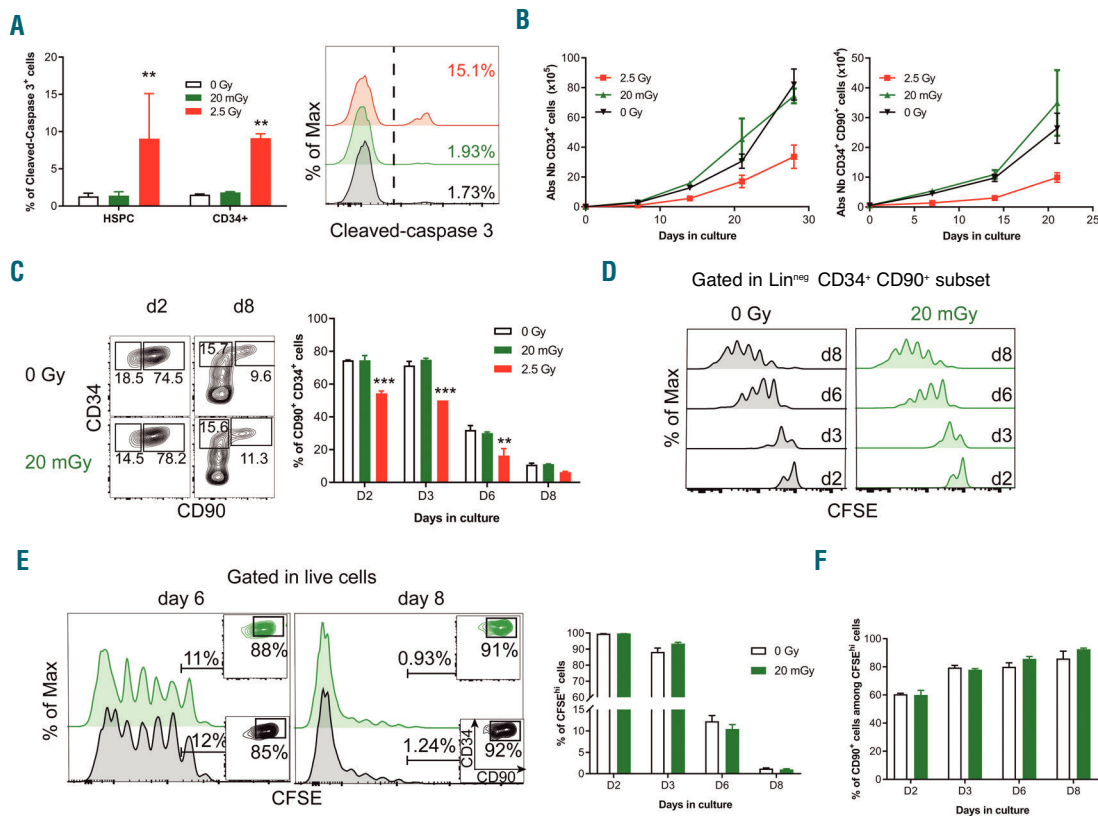 A
% of Cleaved-Caspase 3⁺ cells
20
15
10
5
0
**
**
0 Gy
20 mGy
2.5 Gy
HSPC
CD34+
% of Max
15.1%
1.93%
1.73%
Cleaved-caspase 3
B
Abs Nb CD34⁺ cells (x10⁵)
100
80
60
40
20
0
0
10
20
30
Days in culture
2.5 Gy
20 mGy
0 Gy
Abs Nb CD34⁺ CD90⁺ cells (x10⁴)
50
40
30
20
10
0
0
5
10
15
20
25
Days in culture
2.5 Gy
20 mGy
0 Gy
C
d2
d8
0 Gy
20 mGy
CD34
18.5
74.5
15.7
9.6
14.5
78.2
15.6
11.3
CD90
% of CD90⁺ CD34⁺ cells
100
80
60
40
20
0
***
***
**
0 Gy
20 mGy
2.5 Gy
D2
D3
D6
D8
Days in culture
D
Gated in Linⁿᵉᵍ CD34⁺ CD90⁺ subset
0 Gy
20 mGy
% of Max
d8
d6
d3
d2
d8
d6
d3
d2
CFSE
E
Gated in live cells
day 6
day 8
% of Max
11%
88%
12%
85%
0.93%
91%
1.24%
92%
CD34
CD90
CFSE
% of CFSEʰⁱ cells
100
90
80
70
60
15
10
5
0
0 Gy
20 mGy
D2
D3
D6
D8
Days in culture
F
% of CD90⁺ cells among CFSEʰⁱ
100
80
60
40
20
0
0 Gy
20 mGy
D2
D3
D6
D8
Days in culture